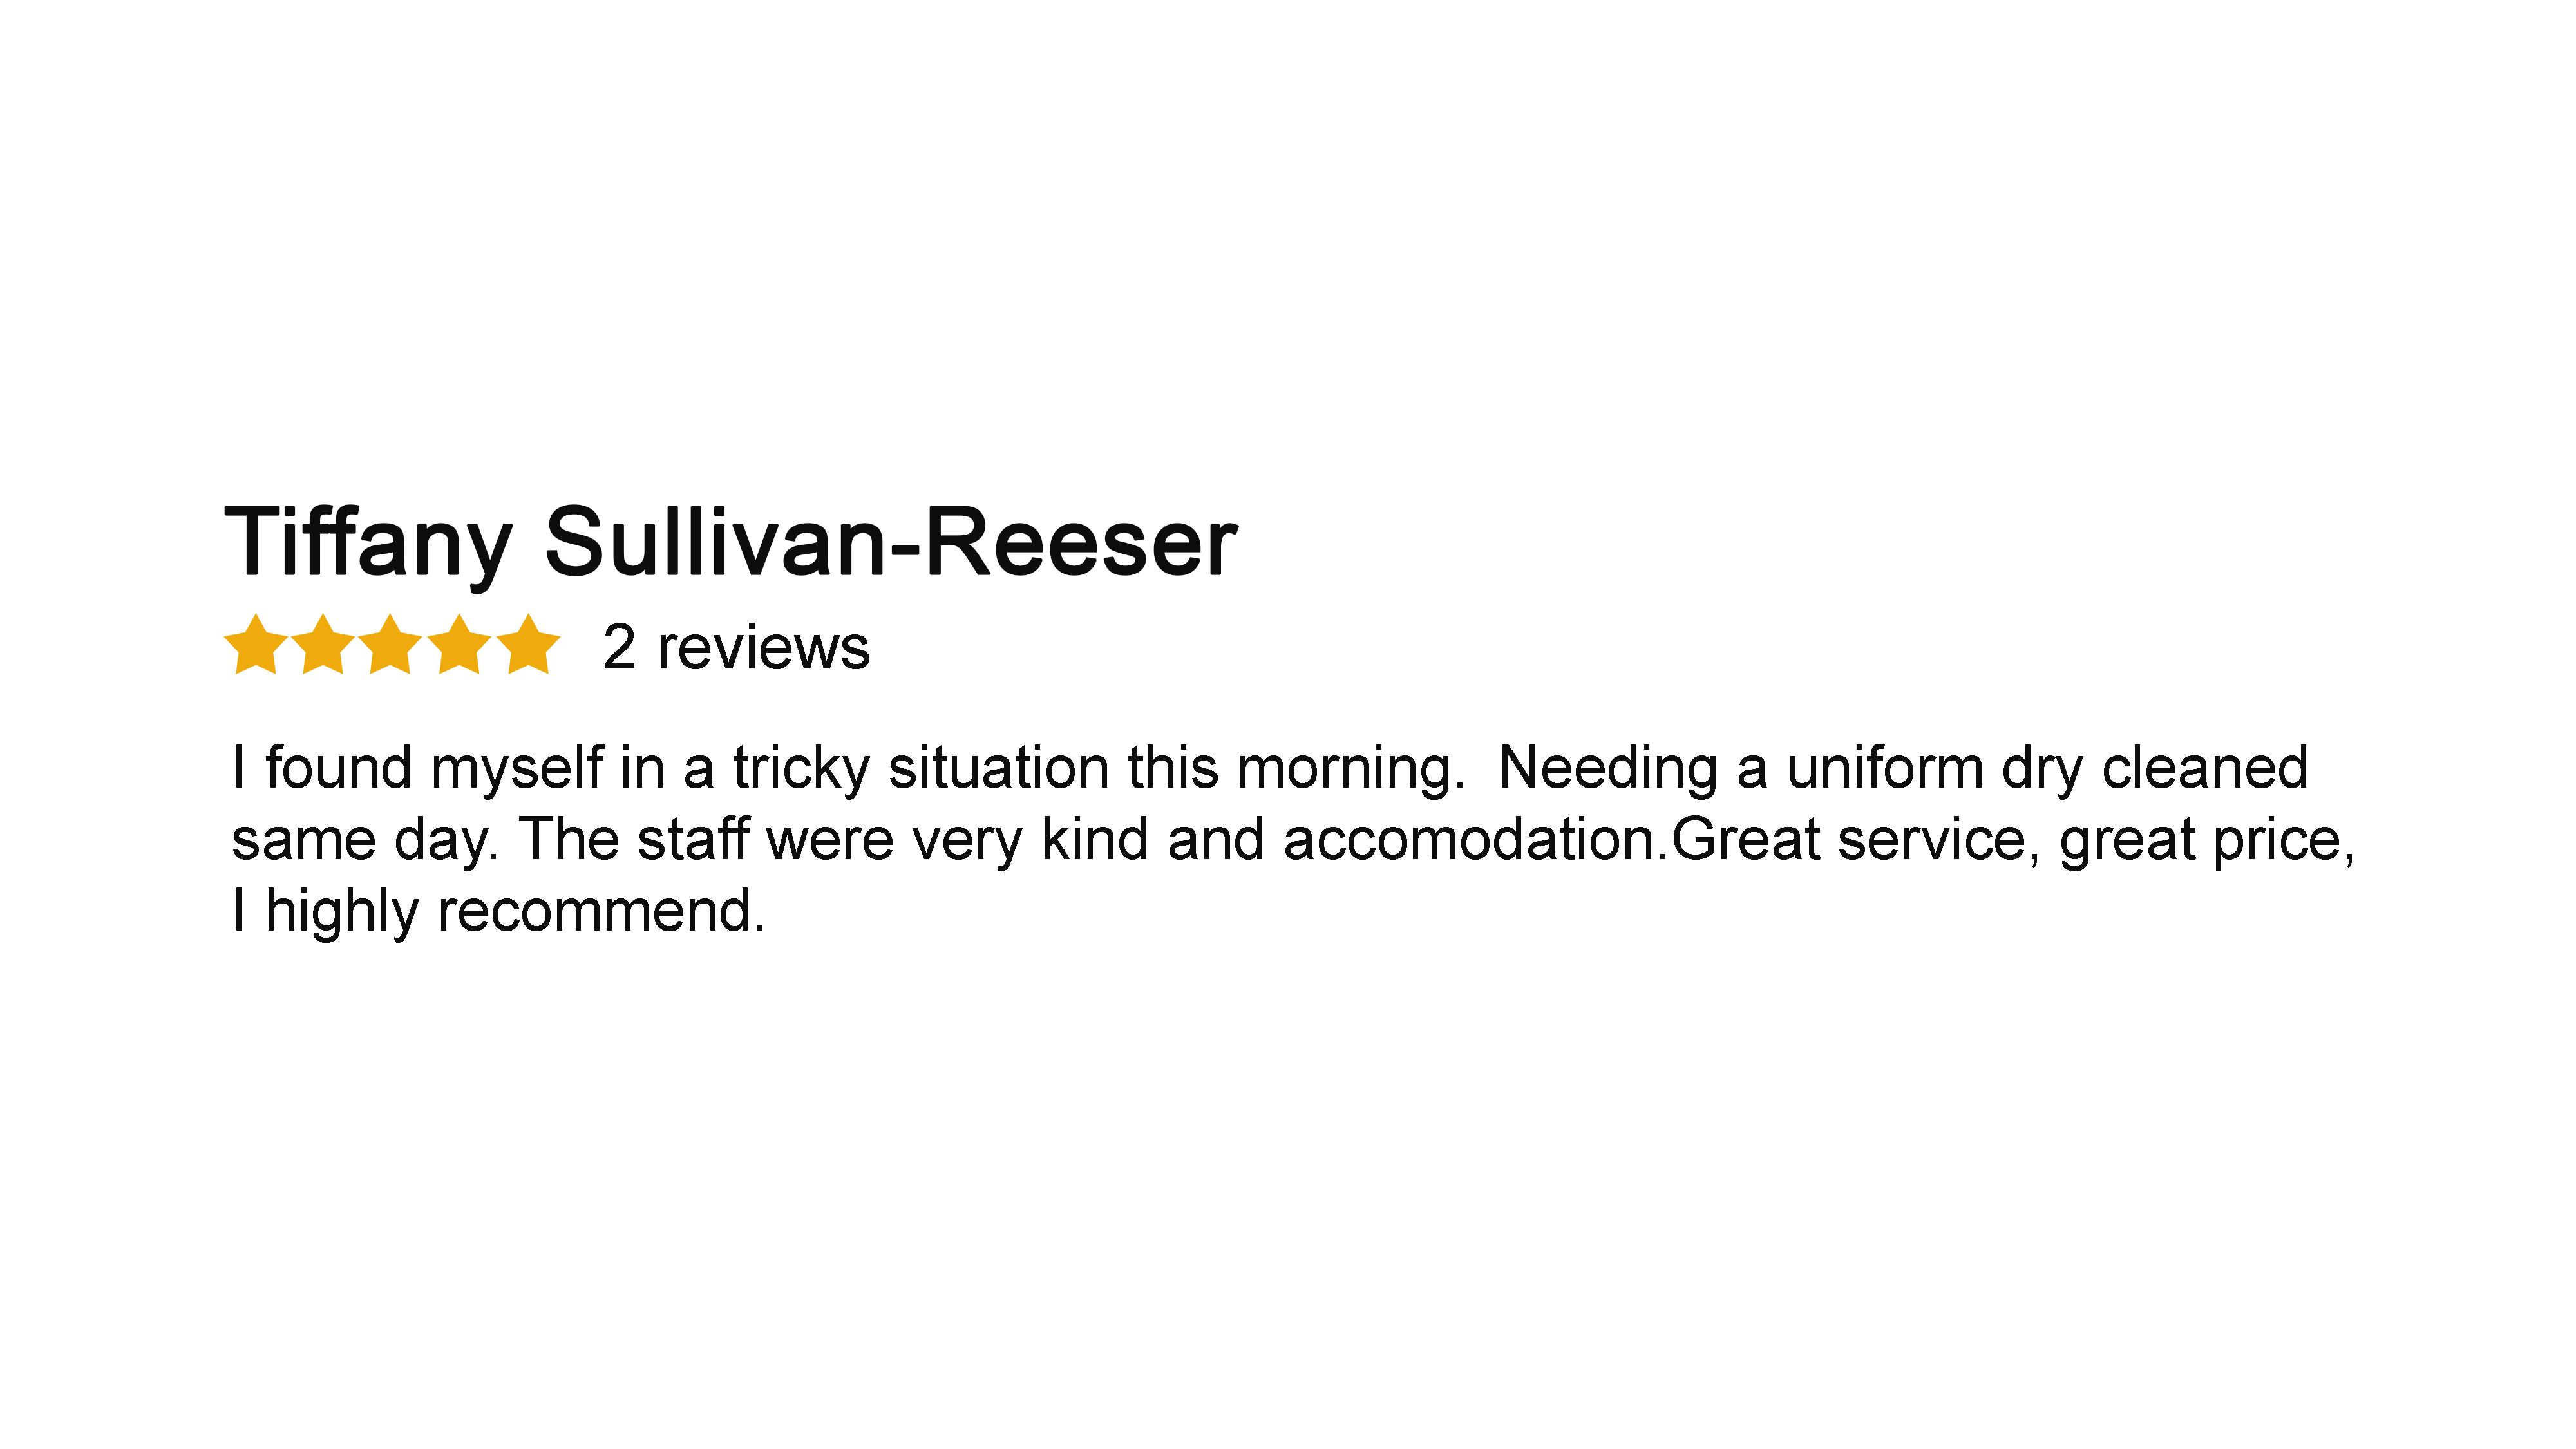 Tiffany Sullivan-Reeser
2 reviews
I found myself in a tricky situation this morning.  Needing a uniform dry cleaned
same day. The staff were very kind and accomodation.Great service, great price,
I highly recommend.